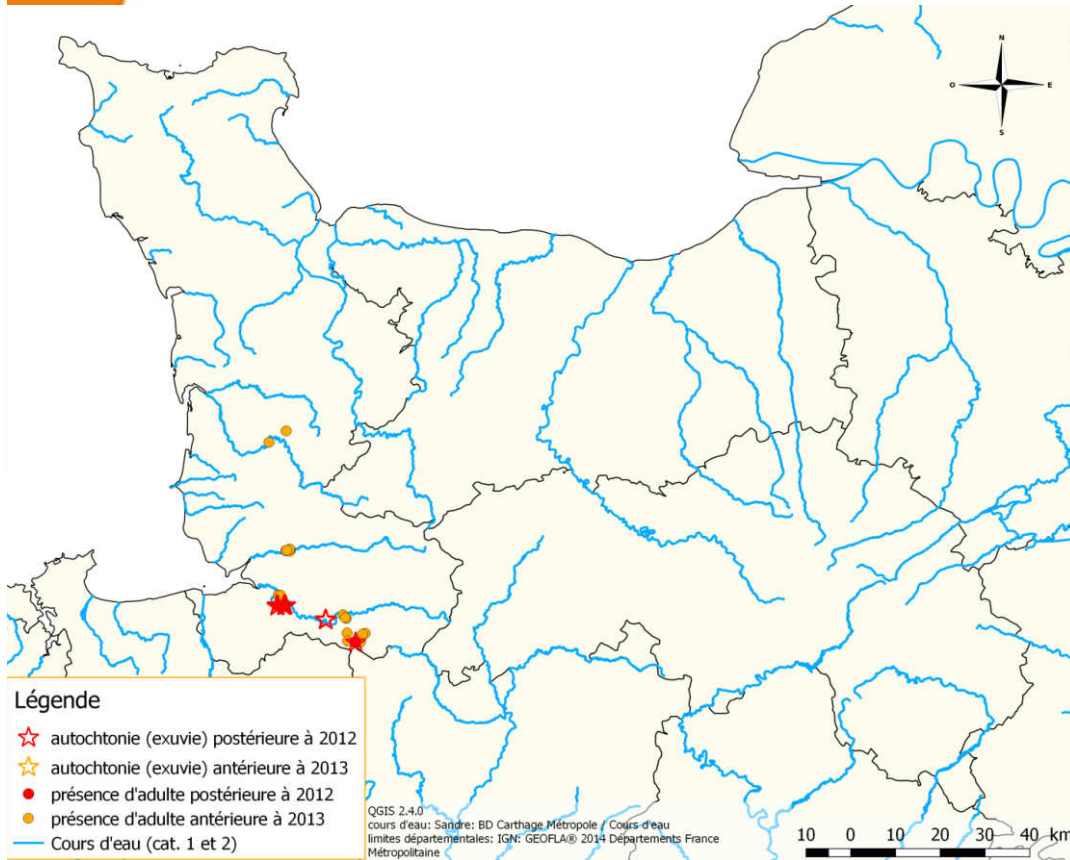 N
O E
S
Légende
autochtonie (exuvie) postérieure à 2012
autochtonie (exuvie) antérieure à 2013
présence d'adulte postérieure à 2012
présence d'adulte antérieure à 2013
Cours d'eau (cat. 1 et 2)
QGIS 2.4.0
cours d'eau: Sandre: BD Carthage Métropole / Cours d'eau
limites départementales: IGN: GEOFLA® 2014 Départements France
Métropolitaine
10 0 10 20 30 40 km